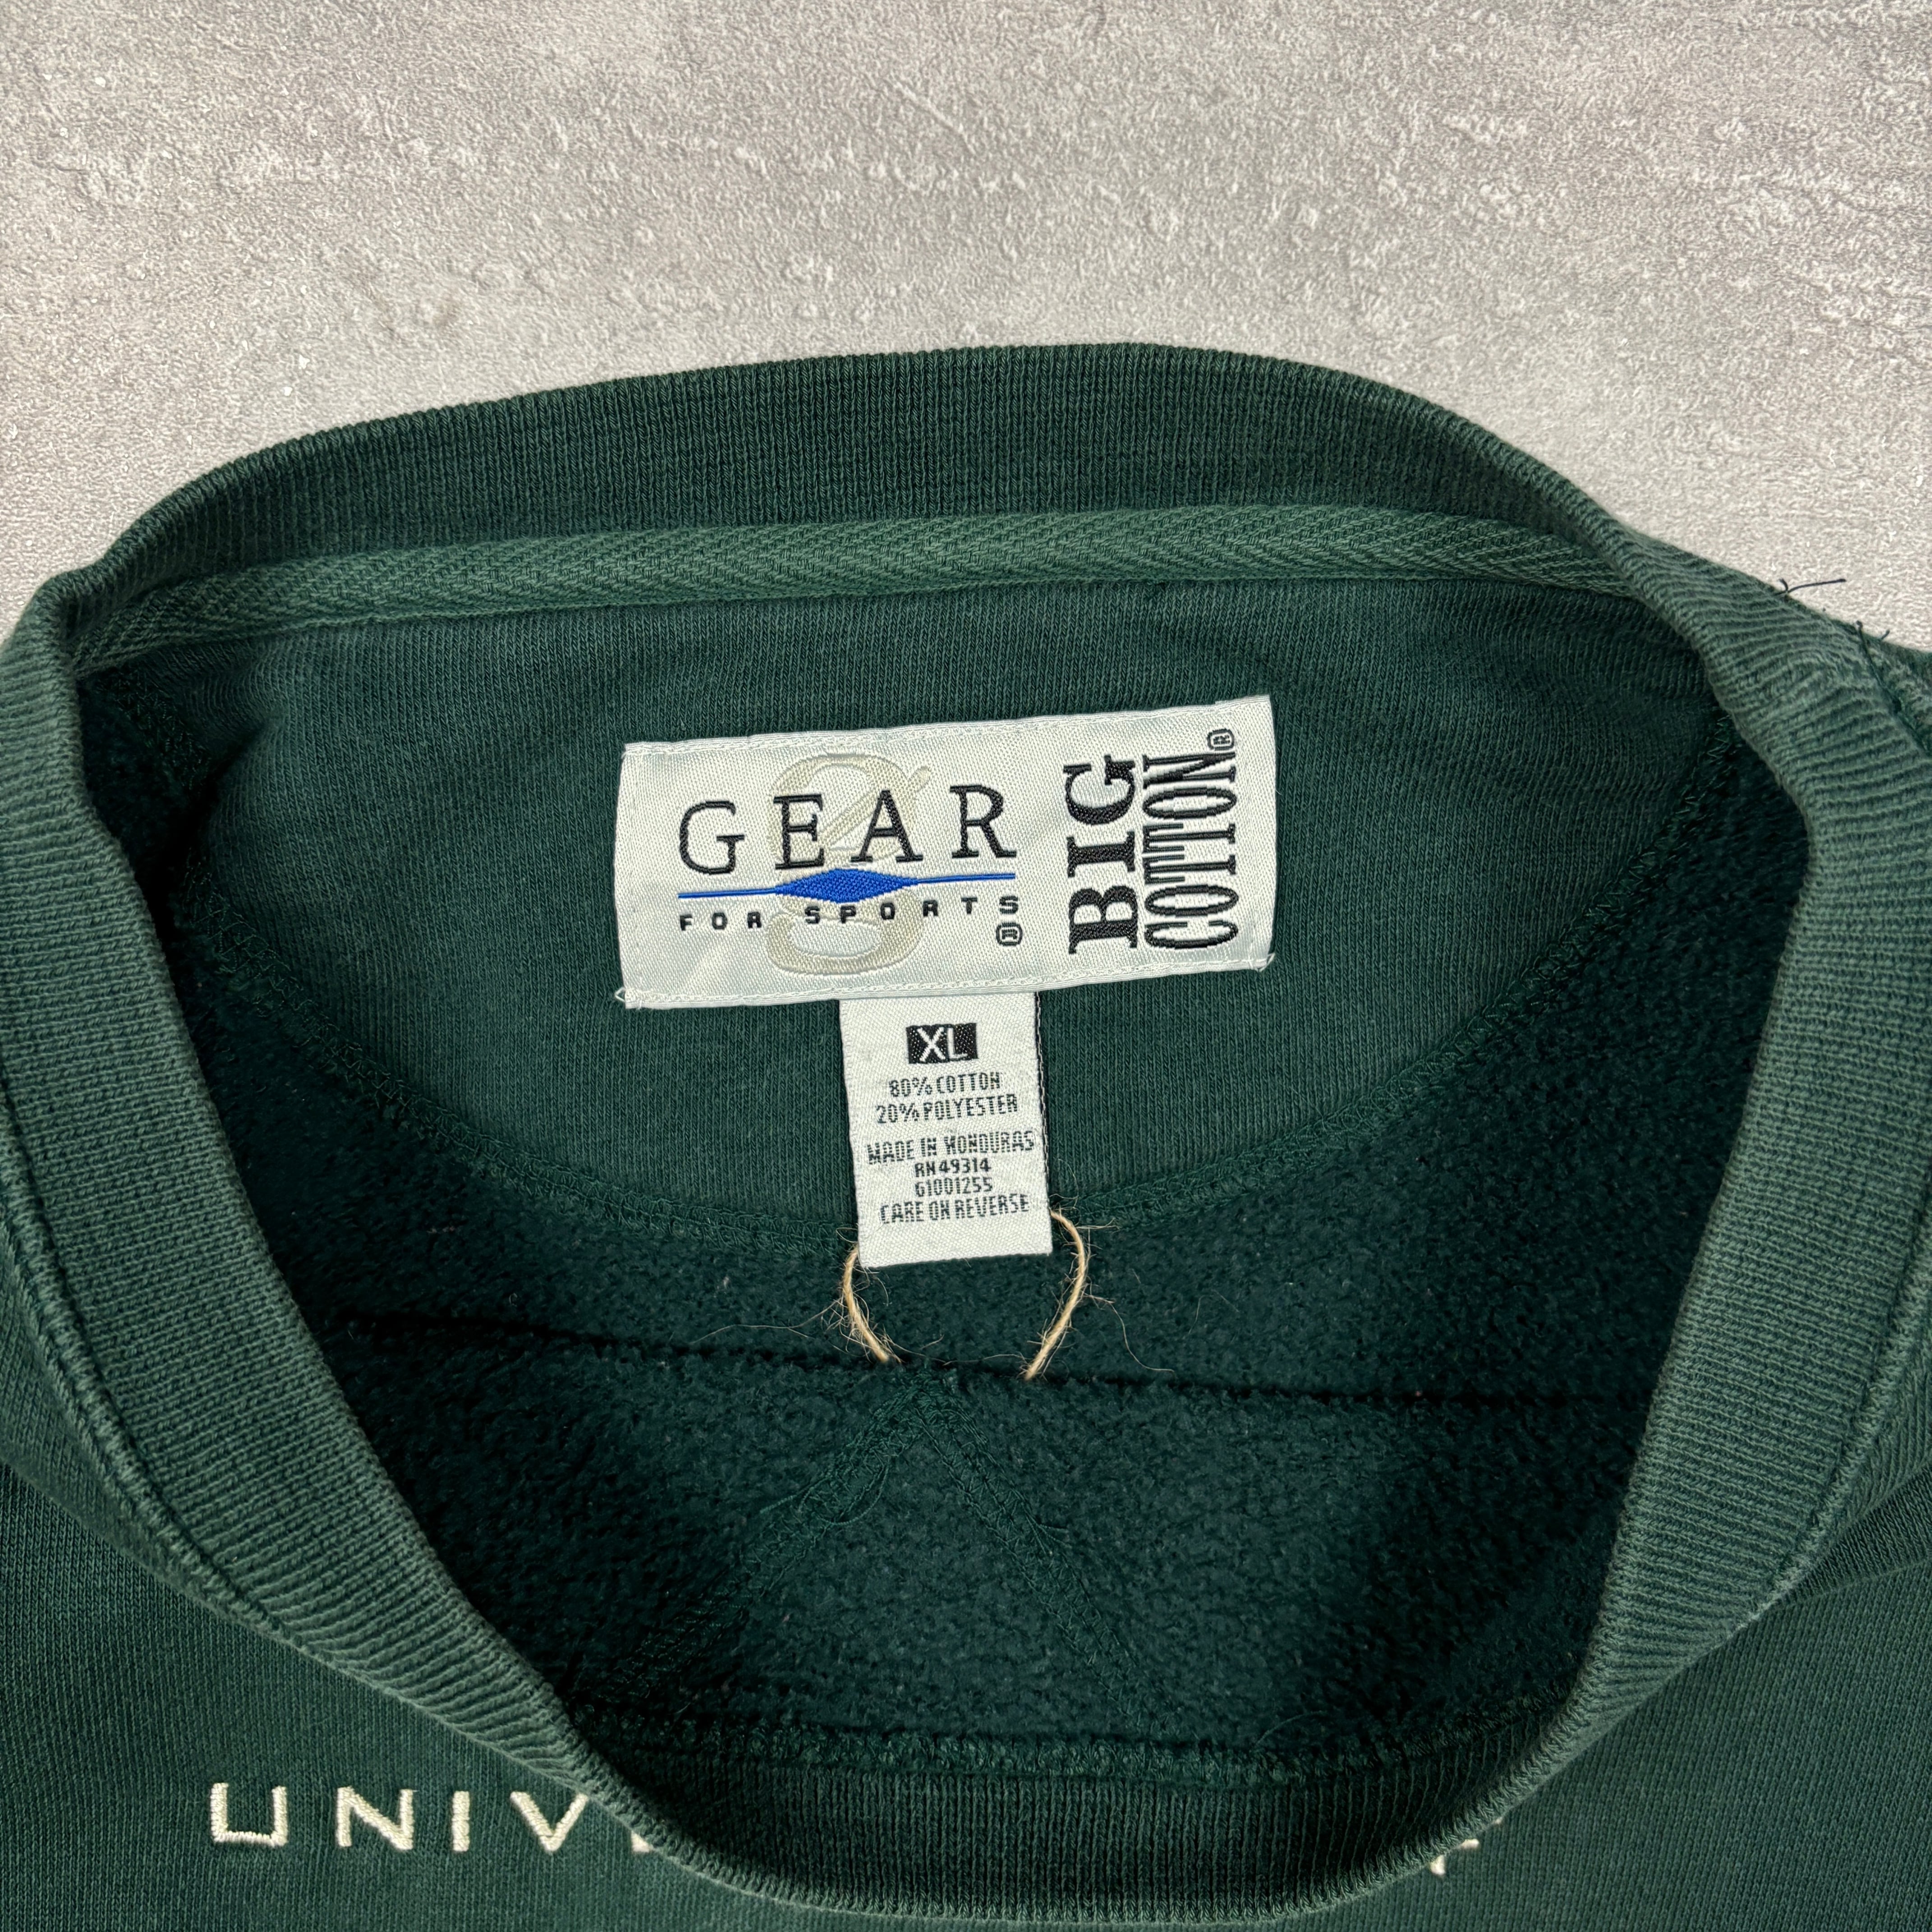 GEAR
FOR SPORTS®
BIG
COTTON®
XL
80% COTTON
20% POLYESTER
MADE IN HONDURAS
RN49314
61001255
CARE ON REVERSE
UNIV